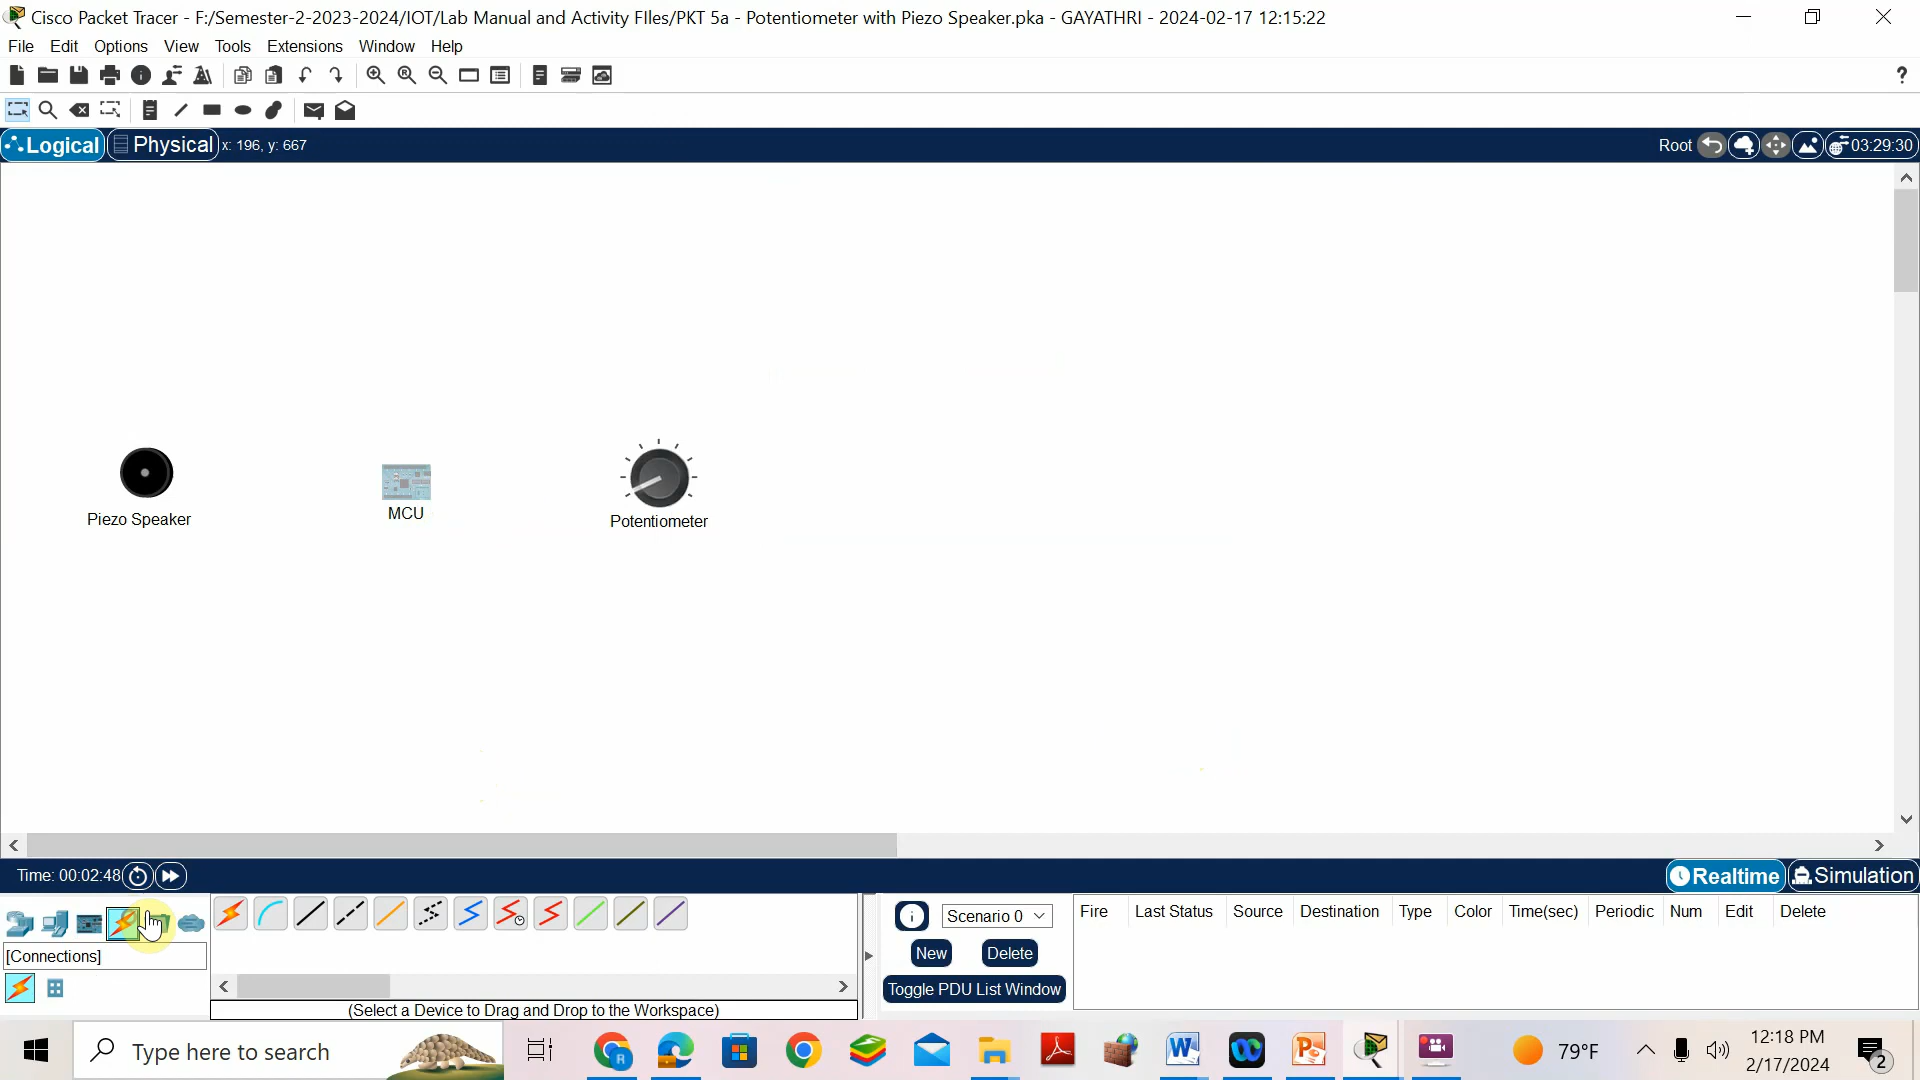 Cisco Packet Tracer - F:/Semester-2-2023-2024/IOT/Lab Manual and Activity FIles/PKT 5a - Potentiometer with Piezo Speaker.pka - GAYATHRI - 2024-02-17 12:15:22
File Edit Options View Tools Extensions Window Help
?
Logical Physical x: 196, y: 667 Root 03:29:30
Piezo Speaker
MCU
Potentiometer
Time: 00:02:48 Realtime Simulation
Scenario 0 Fire Last Status Source Destination Type Color Time(sec) Periodic Num Edit Delete
[Connections] New Delete
Toggle PDU List Window
(Select a Device to Drag and Drop to the Workspace)
Type here to search 79°F 12:18 PM
2/17/2024 2